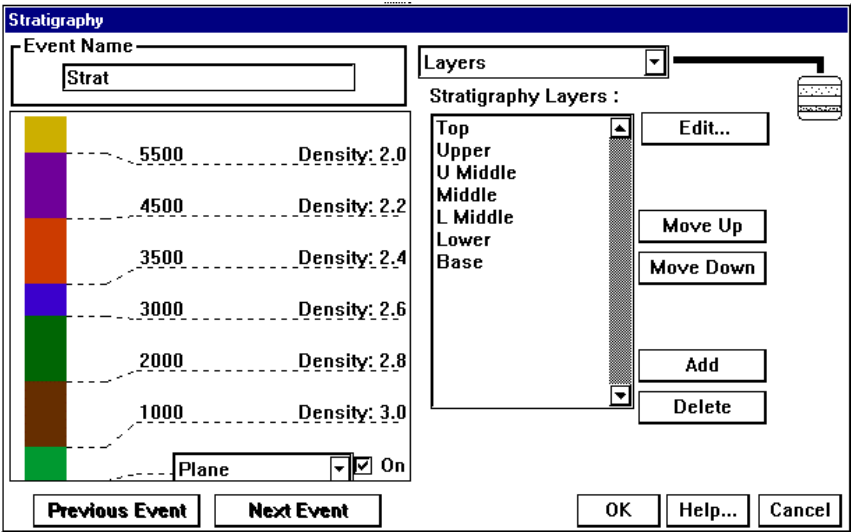 Stratigraphy
Event Name
Strat
5500 Density: 2.0
4500 Density: 2.2
3500 Density: 2.4
3000 Density: 2.6
2000 Density: 2.8
1000 Density: 3.0
Plane
On
Layers
Stratigraphy Layers :
Top
Upper
U Middle
Middle
L Middle
Lower
Base
Edit...
Move Up
Move Down
Add
Delete
Previous Event
Next Event
OK
Help...
Cancel